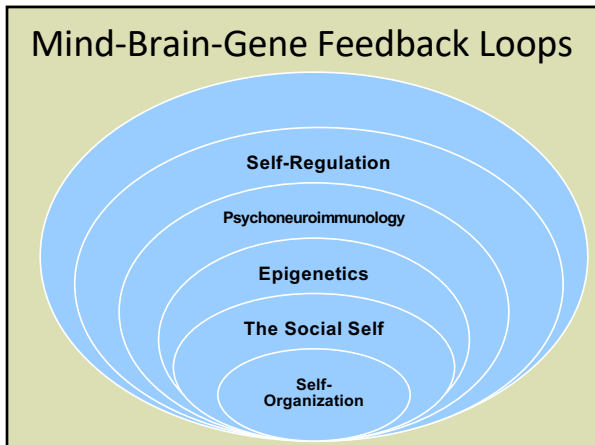 Mind-Brain-Gene Feedback Loops
Self-Regulation
Psychoneuroimmunology
Epigenetics
The Social Self
Self-
Organization